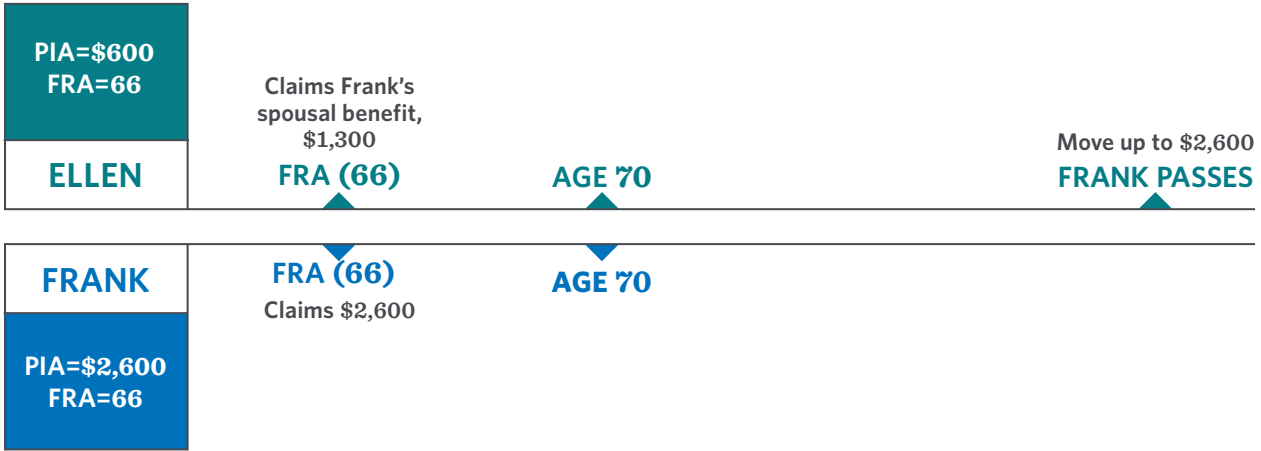 PIA=$600
FRA=66
ELLEN
Claims Frank’s
spousal benefit,
$1,300
FRA (66)
AGE 70
Move up to $2,600
FRANK PASSES
FRANK
FRA (66)
Claims $2,600
AGE 70
PIA=$2,600
FRA=66